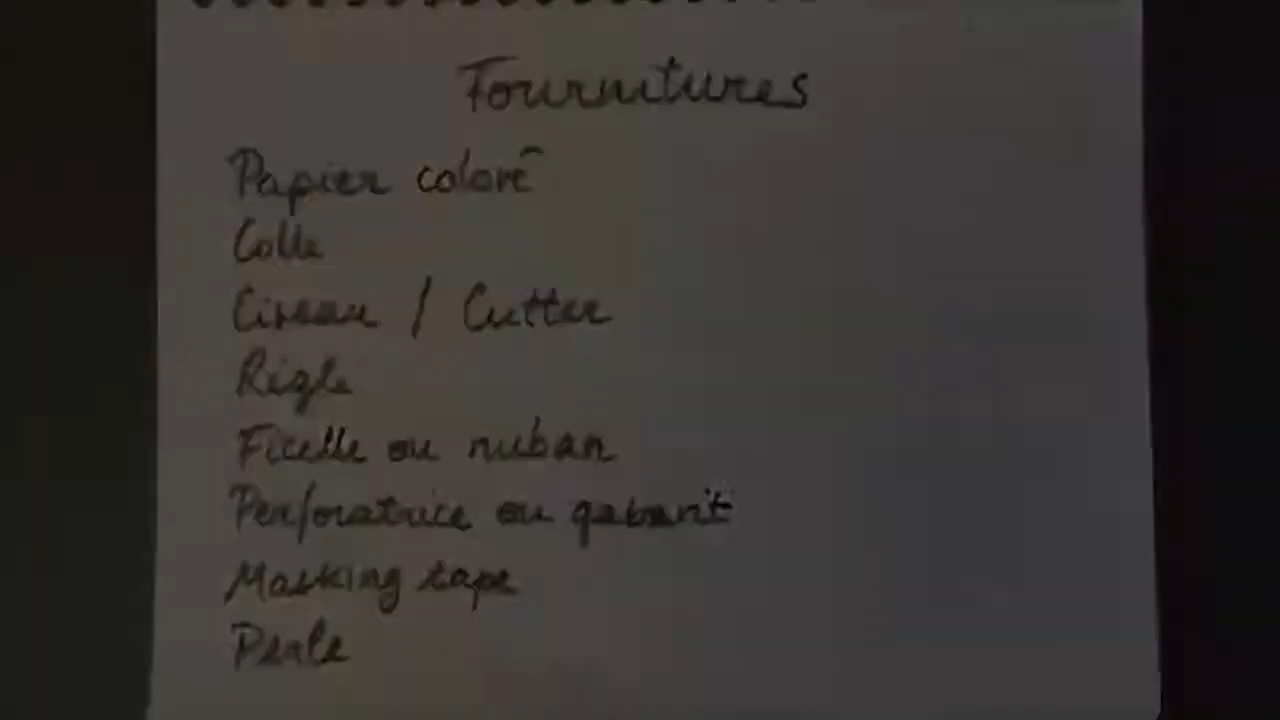 Fournitures
Papier coloré
Colle
Ciseau / Cutter
Règle
Ficelle ou ruban
Perforatrice ou gabarit
Masking tape
Perle